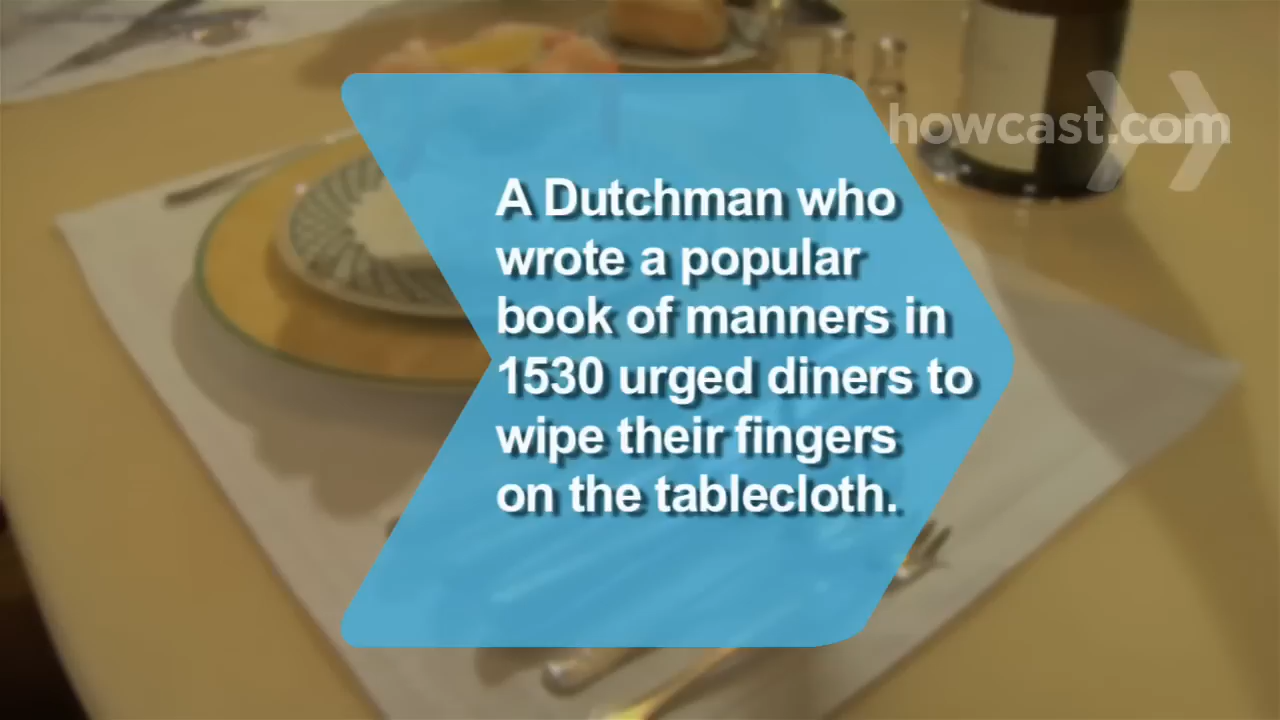 howcast.com
A Dutchman who
wrote a popular
book of manners in
1530 urged diners to
wipe their fingers
on the tablecloth.